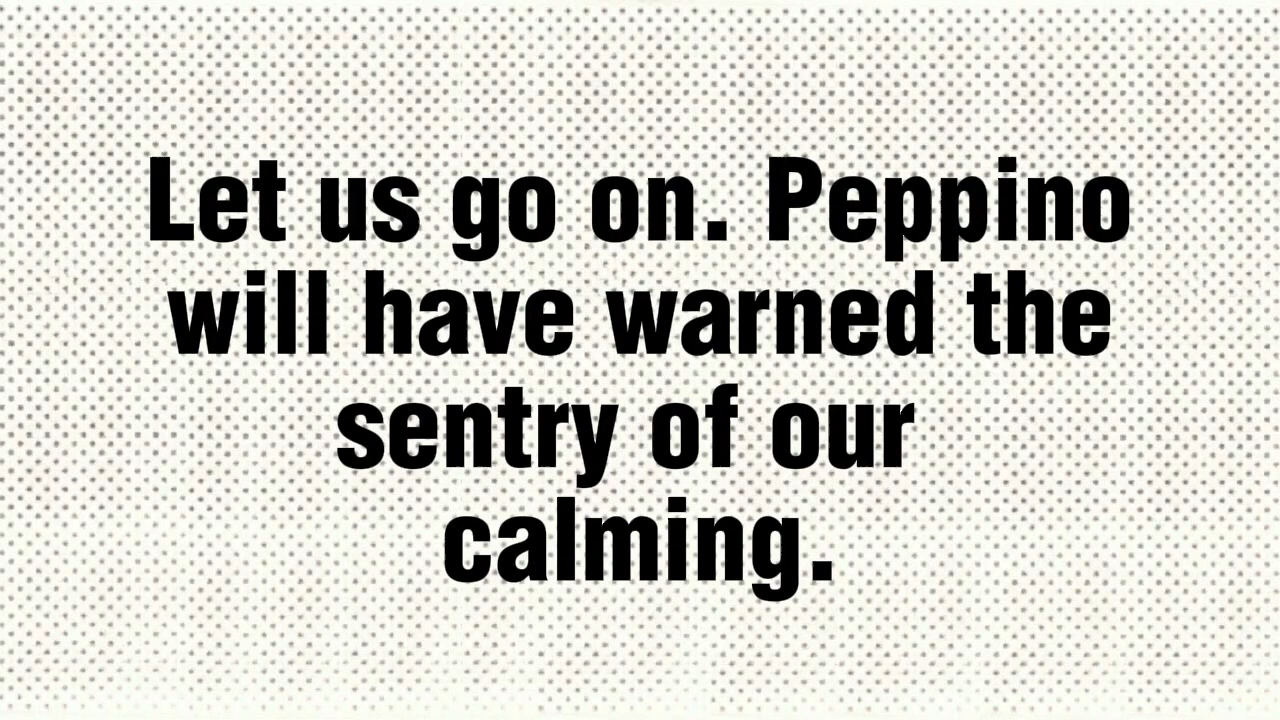 Let us go on. Peppino
will have warned the
sentry of our
calming.